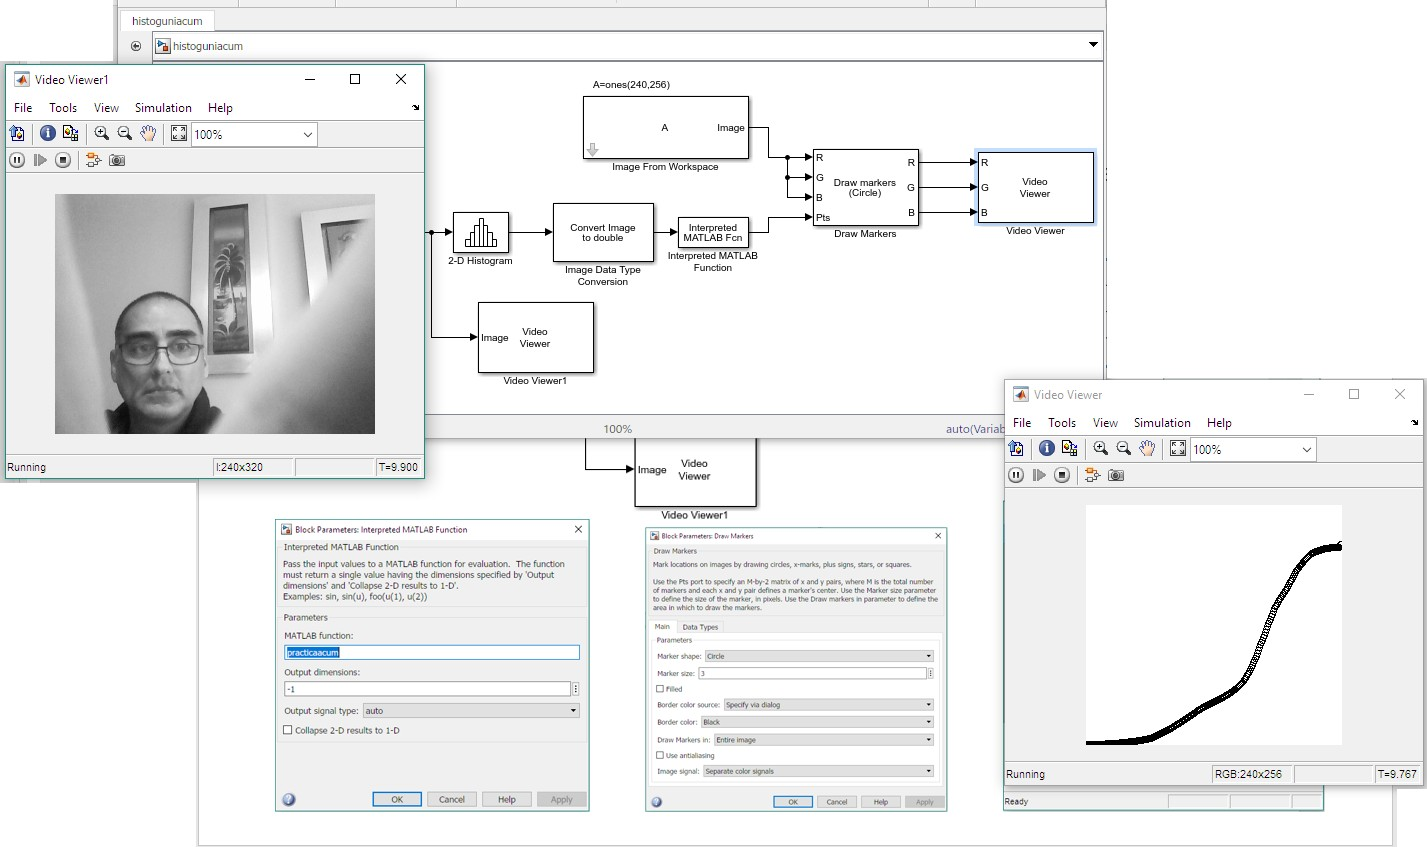 histoguniacum
histoguniacum
Video Viewer1
File Tools View Simulation Help
100%
Running
I:240x320
T=9.900
A=ones(240,256)
A
Image
Image From Workspace
R
G
B
Pts
Draw markers
(Circle)
R
G
B
Draw Markers
R
G
B
Video
Viewer
Video Viewer
2-D Histogram
Convert Image
to double
Image Data Type
Conversion
Interpreted
MATLAB Fcn
Interpreted MATLAB
Function
Image
Video
Viewer
Video Viewer1
100%
auto(Variab
Image
Video
Viewer
Video Viewer1
Block Parameters: Interpreted MATLAB Function
Interpreted MATLAB Function
Pass the input values to a MATLAB function for evaluation. The function
must return a single value having the dimensions specified by 'Output
dimensions' and 'Collapse 2-D results to 1-D'.
Examples: sin, sin(u), foo(u(1), u(2))
Parameters
MATLAB function:
practicaacum
Output dimensions:
-1
Output signal type: auto
Collapse 2-D results to 1-D
OK Cancel Help Apply
Block Parameters: Draw Markers
Draw Markers
Mark locations on images by drawing circles, x-marks, plus signs, stars, or squares.
Use the Pts port to specify an M-by-2 matrix of x and y pairs, where M is the total number
of markers and each x and y pair defines a marker's center. Use the Marker size parameter
to define the size of the marker, in pixels. Use the Draw markers in parameter to define the
area in which to draw the markers.
Main Data Types
Parameters
Marker shape: Circle
Marker size: 3
Filled
Border color source: Specify via dialog
Border color: Black
Draw Markers in: Entire image
Use antialiasing
Image signal: Separate color signals
OK Cancel Help Apply
Video Viewer
File Tools View Simulation Help
100%
Running
RGB:240x256
T=9.767
Ready